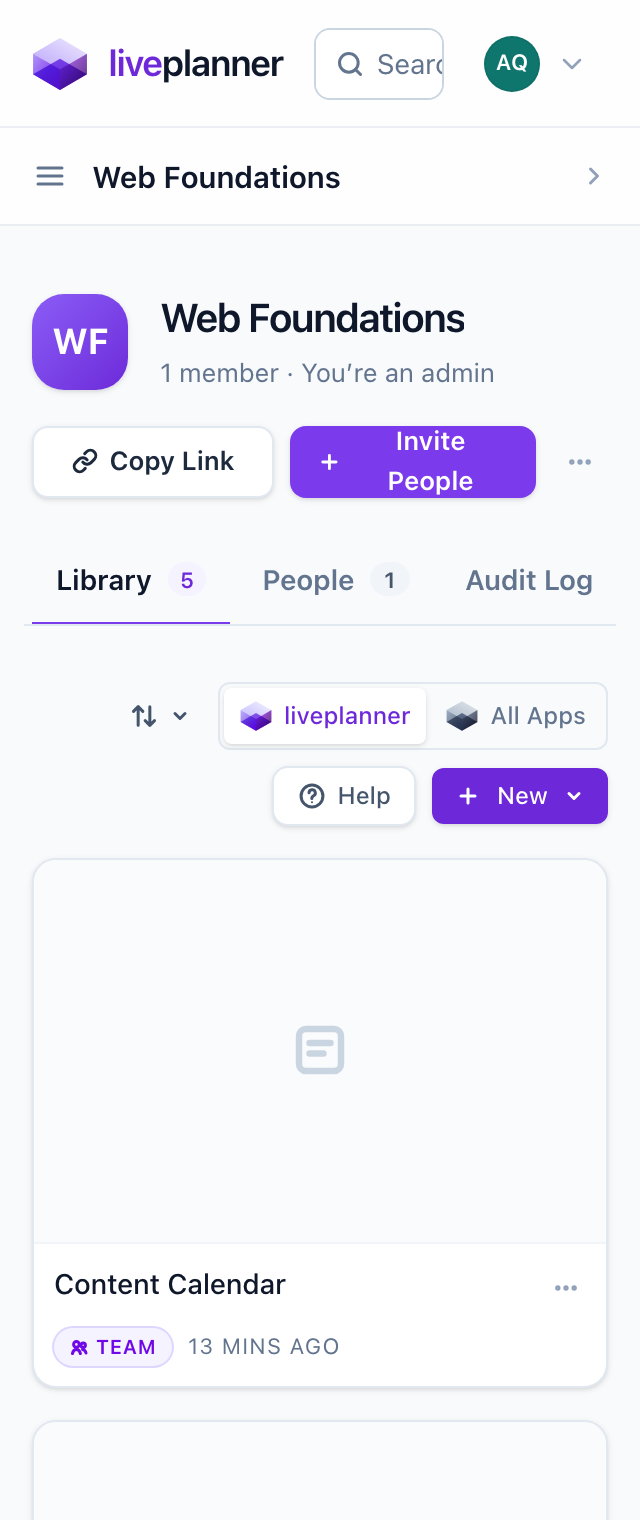 liveplanner
Searc
AQ
Web Foundations
WF
Web Foundations
1 member · You’re an admin
Copy Link
Invite
People
Library 5
People 1
Audit Log
liveplanner
All Apps
Help
New
Content Calendar
TEAM
13 MINS AGO